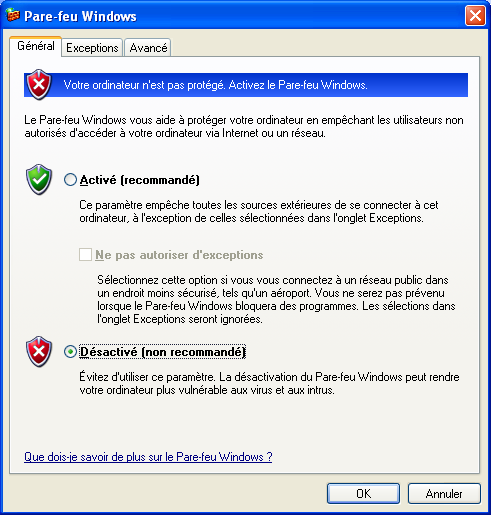 Pare-feu Windows
Général
Exceptions
Avancé
Votre ordinateur n'est pas protégé. Activez le Pare-feu Windows.
Le Pare-feu Windows vous aide à protéger votre ordinateur en empêchant les utilisateurs non
autorisés d'accéder à votre ordinateur via Internet ou un réseau.
Activé (recommandé)
Ce paramètre empêche toutes les sources extérieures de se connecter à cet
ordinateur, à l'exception de celles sélectionnées dans l'onglet Exceptions.
Ne pas autoriser d'exceptions
Sélectionnez cette option si vous vous connectez à un réseau public dans
un endroit moins sécurisé, tels qu'un aéroport. Vous ne serez pas prévenu
lorsque le Pare-feu Windows bloquera des programmes. Les sélections dans
l'onglet Exceptions seront ignorées.
Désactivé (non recommandé)
Évitez d'utiliser ce paramètre. La désactivation du Pare-feu Windows peut rendre
votre ordinateur plus vulnérable aux virus et aux intrus.
Que dois-je savoir de plus sur le Pare-feu Windows ?
OK
Annuler